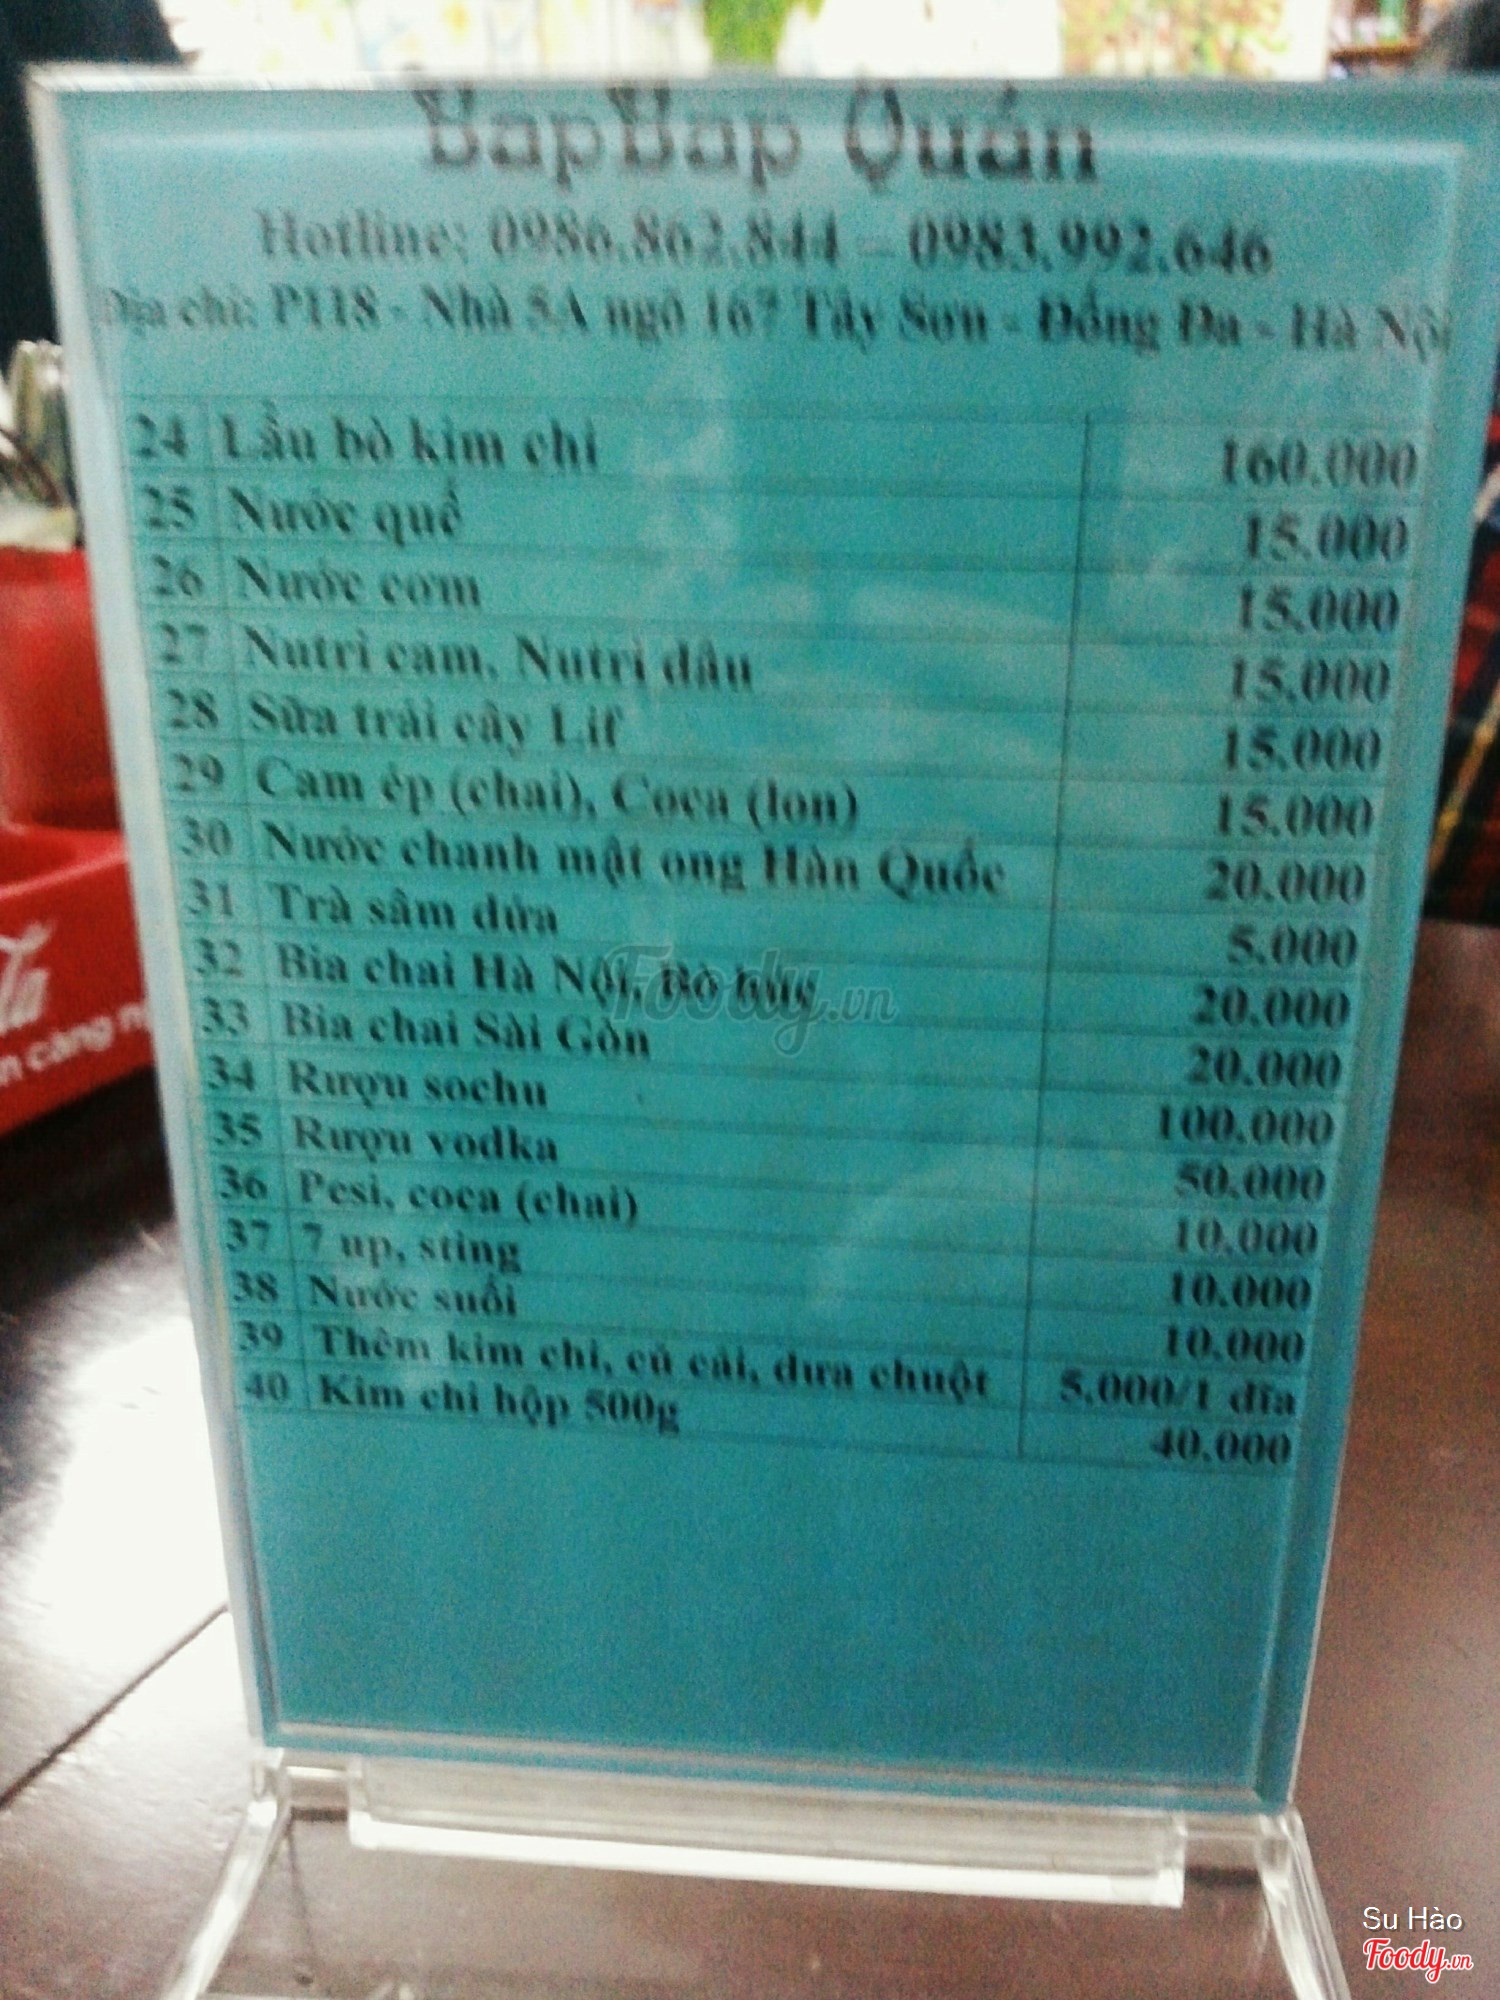 BapBap Quán
Hotline: 0986.862.844 – 0983.992.646
Địa chỉ: P118 - Nhà 5A ngõ 167 Tây Sơn - Đống Đa - Hà Nội
24 Lẩu bò kim chi 160.000
25 Nước quế 15.000
26 Nước cơm 15.000
27 Nutri cam, Nutri dâu 15.000
28 Sữa trái cây Lif 15.000
29 Cam ép (chai), Coca (lon) 15.000
30 Nước chanh mật ong Hàn Quốc 20.000
31 Trà sâm dứa 5.000
32 Bia chai Hà Nội, Bò húc 20.000
33 Bia chai Sài Gòn 20.000
34 Rượu sochu 100.000
35 Rượu vodka 50.000
36 Pesi, coca (chai) 10.000
37 7 up, sting 10.000
38 Nước suối 10.000
39 Thêm kim chi, củ cải, dưa chuột 5.000/1 đĩa
40 Kim chi hộp 500g 40.000
Foody.vn
Su Hào
Foody.vn